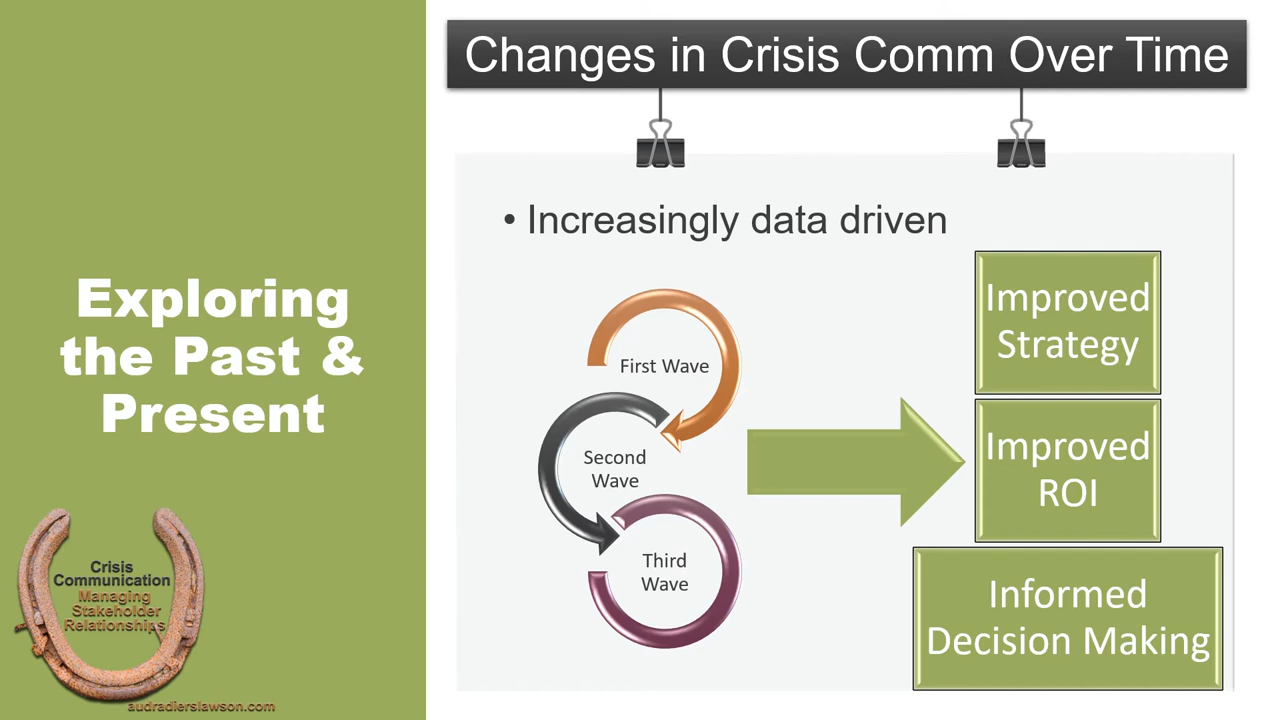 Changes in Crisis Comm Over Time
Exploring
the Past &
Present
• Increasingly data driven
First Wave
Second
Wave
Third
Wave
Improved
Strategy
Improved
ROI
Informed
Decision Making
Crisis
Communication
Managing
Stakeholder
Relationships
audradierslawson.com